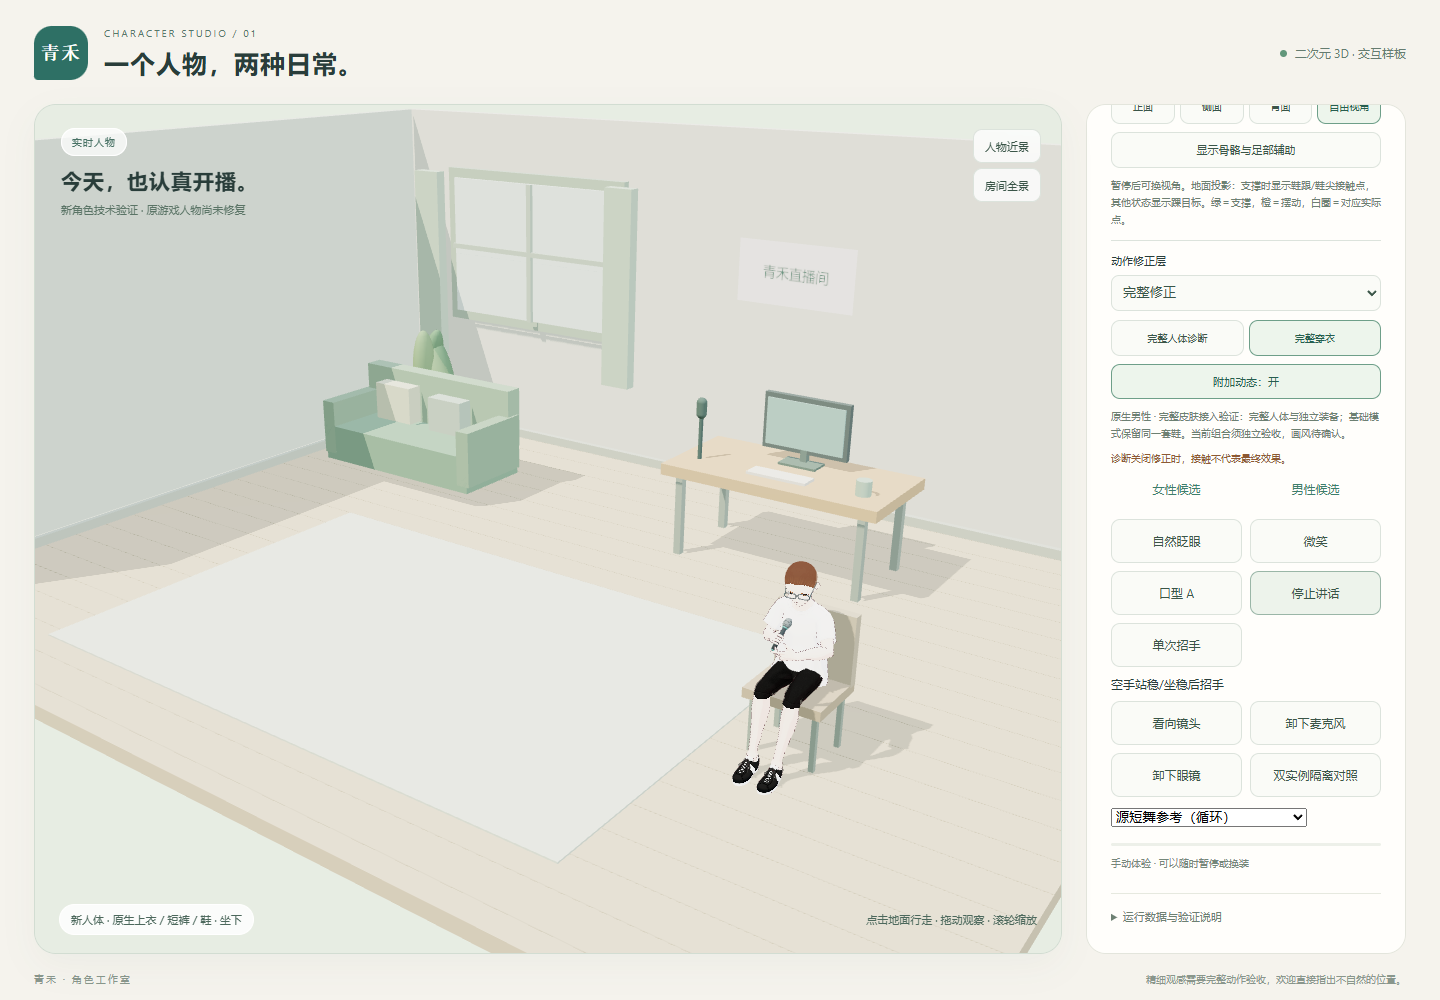 青禾
CHARACTER STUDIO / 01
一个人物，两种日常。
二次元 3D · 交互样板
实时人物
今天，也认真开播。
新角色技术验证 · 原游戏人物尚未修复
人物近景
房间全景
青禾直播间
新人体 · 原生上衣 / 短裤 / 鞋 · 坐下
点击地面行走 · 拖动观察 · 滚轮缩放
正面
侧面
背面
自由视角
显示骨骼与足部辅助
暂停后可换视角。地面投影：支撑时显示鞋跟/鞋尖接触点，
其他状态显示踝目标。绿＝支撑，橙＝摆动，白圈＝对应实际
点。
动作修正层
完整修正
完整人体诊断
完整穿衣
附加动态：开
原生男性 · 完整皮肤接入验证：完整人体与独立装备；基础模
式保留同一套鞋。当前组合须独立验收，面风待确认。
诊断关闭修正时，接触不代表最终效果。
女性候选
男性候选
自然眨眼
微笑
口型 A
停止讲话
单次招手
空手站稳/坐稳后招手
看向镜头
卸下麦克风
卸下眼镜
双实例隔离对照
源短舞参考（循环）
手动体验 · 可以随时暂停或换装
运行数据与验证说明
青禾 · 角色工作室
精细观感需要完整动作验收，欢迎直接指出不自然的位置。